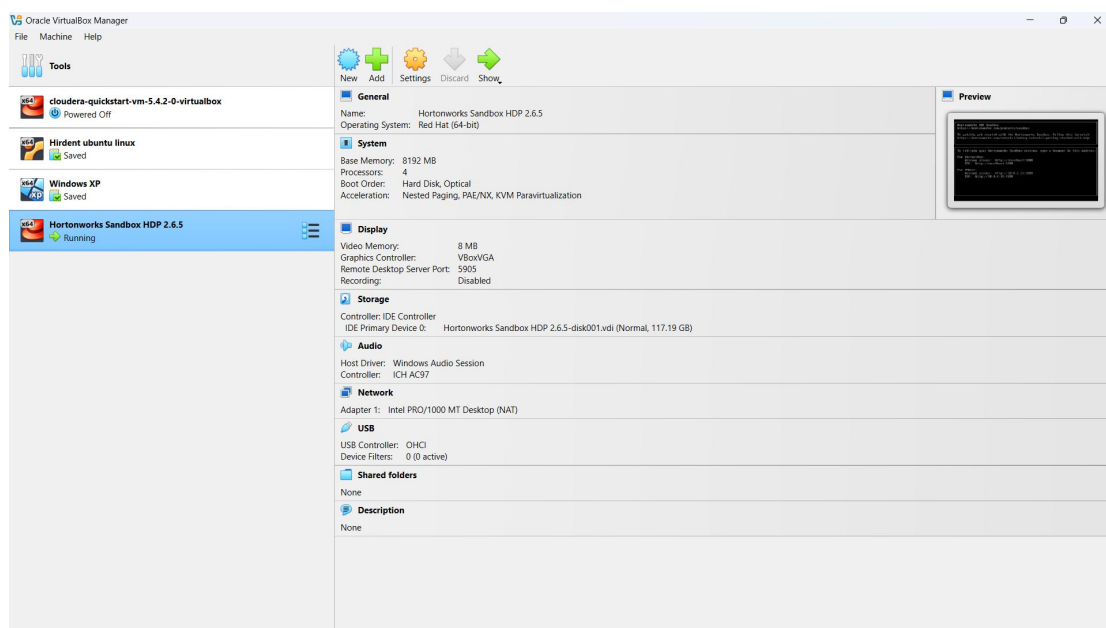 Oracle VirtualBox Manager
File Machine Help
Tools
New Add Settings Discard Show
x64 cloudera-quickstart-vm-5.4.2-0-virtualbox
Powered Off
x64 Hirdent ubuntu linux
Saved
x64 XP Windows XP
Saved
x64 Hortonworks Sandbox HDP 2.6.5
Running
General
Name: Hortonworks Sandbox HDP 2.6.5
Operating System: Red Hat (64-bit)
System
Base Memory: 8192 MB
Processors: 4
Boot Order: Hard Disk, Optical
Acceleration: Nested Paging, PAE/NX, KVM Paravirtualization
Preview
Display
Video Memory: 8 MB
Graphics Controller: VBoxVGA
Remote Desktop Server Port: 5905
Recording: Disabled
Storage
Controller: IDE Controller
IDE Primary Device 0: Hortonworks Sandbox HDP 2.6.5-disk001.vdi (Normal, 117.19 GB)
Audio
Host Driver: Windows Audio Session
Controller: ICH AC97
Network
Adapter 1: Intel PRO/1000 MT Desktop (NAT)
USB
USB Controller: OHCI
Device Filters: 0 (0 active)
Shared folders
None
Description
None